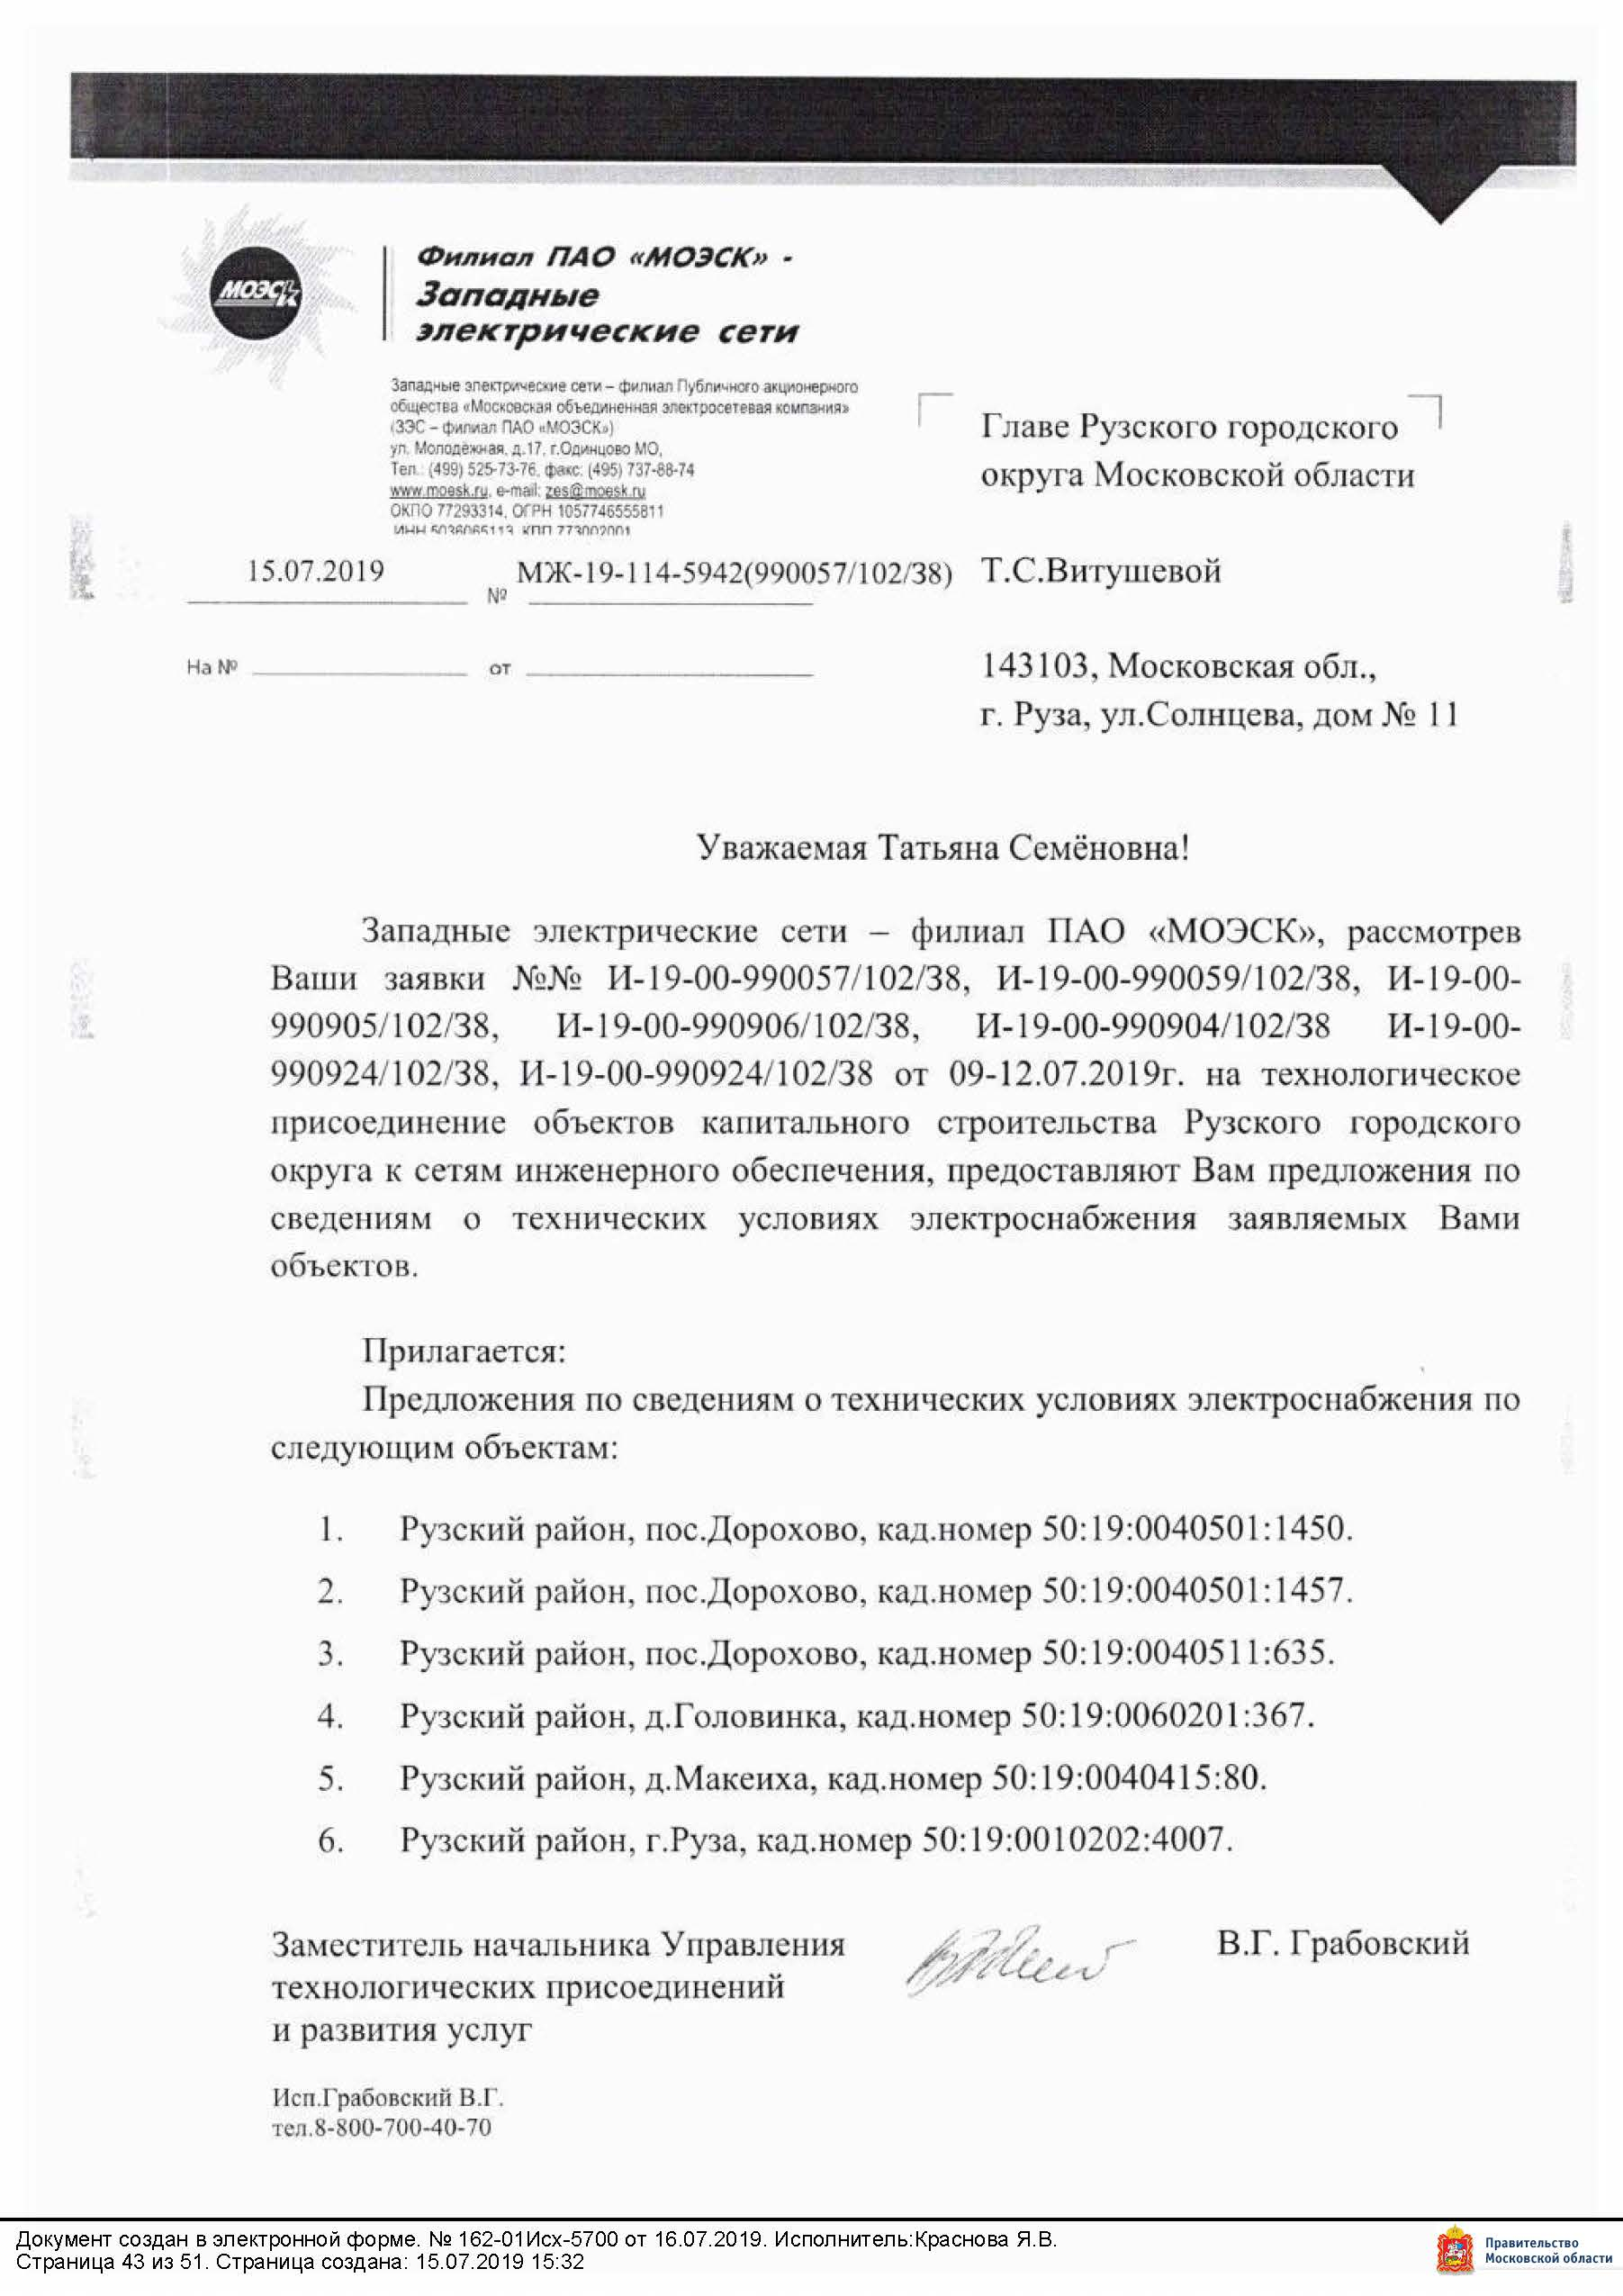 МОЭСК
Филиал ПАО «МОЭСК» -
Западные
электрические сети
Западные электрические сети – филиал Публичного акционерного
общества «Московская объединенная электросетевая компания»
(ЗЭС – филиал ПАО «МОЭСК»)
ул. Молодёжная, д.17, г.Одинцово МО,
Тел.: (499) 525-73-76, факс: (495) 737-88-74
www.moesk.ru, e-mail: zes@moesk.ru
ОКПО 77293314, ОГРН 1057746555811
ИНН 5036065113, КПП 773002001
Главе Рузского городского
округа Московской области
15.07.2019 № МЖ-19-114-5942(990057/102/38)
Т.С.Витушевой
На № от
143103, Московская обл.,
г. Руза, ул.Солнцева, дом № 11
Уважаемая Татьяна Семёновна!
Западные электрические сети – филиал ПАО «МОЭСК», рассмотрев
Ваши заявки №№ И-19-00-990057/102/38, И-19-00-990059/102/38, И-19-00-
990905/102/38, И-19-00-990906/102/38, И-19-00-990904/102/38 И-19-00-
990924/102/38, И-19-00-990924/102/38 от 09-12.07.2019г. на технологическое
присоединение объектов капитального строительства Рузского городского
округа к сетям инженерного обеспечения, предоставляют Вам предложения по
сведениям о технических условиях электроснабжения заявляемых Вами
объектов.
Прилагается:
Предложения по сведениям о технических условиях электроснабжения по
следующим объектам:
1. Рузский район, пос.Дорохово, кад.номер 50:19:0040501:1450.
2. Рузский район, пос.Дорохово, кад.номер 50:19:0040501:1457.
3. Рузский район, пос.Дорохово, кад.номер 50:19:0040511:635.
4. Рузский район, д.Головинка, кад.номер 50:19:0060201:367.
5. Рузский район, д.Макеиха, кад.номер 50:19:0040415:80.
6. Рузский район, г.Руза, кад.номер 50:19:0010202:4007.
Заместитель начальника Управления
технологических присоединений
и развития услуг
В.Г. Грабовский
Исп.Грабовский В.Г.
тел.8-800-700-40-70
Документ создан в электронной форме. № 162-01Исх-5700 от 16.07.2019. Исполнитель:Краснова Я.В.
Страница 43 из 51. Страница создана: 15.07.2019 15:32
Правительство
Московской области